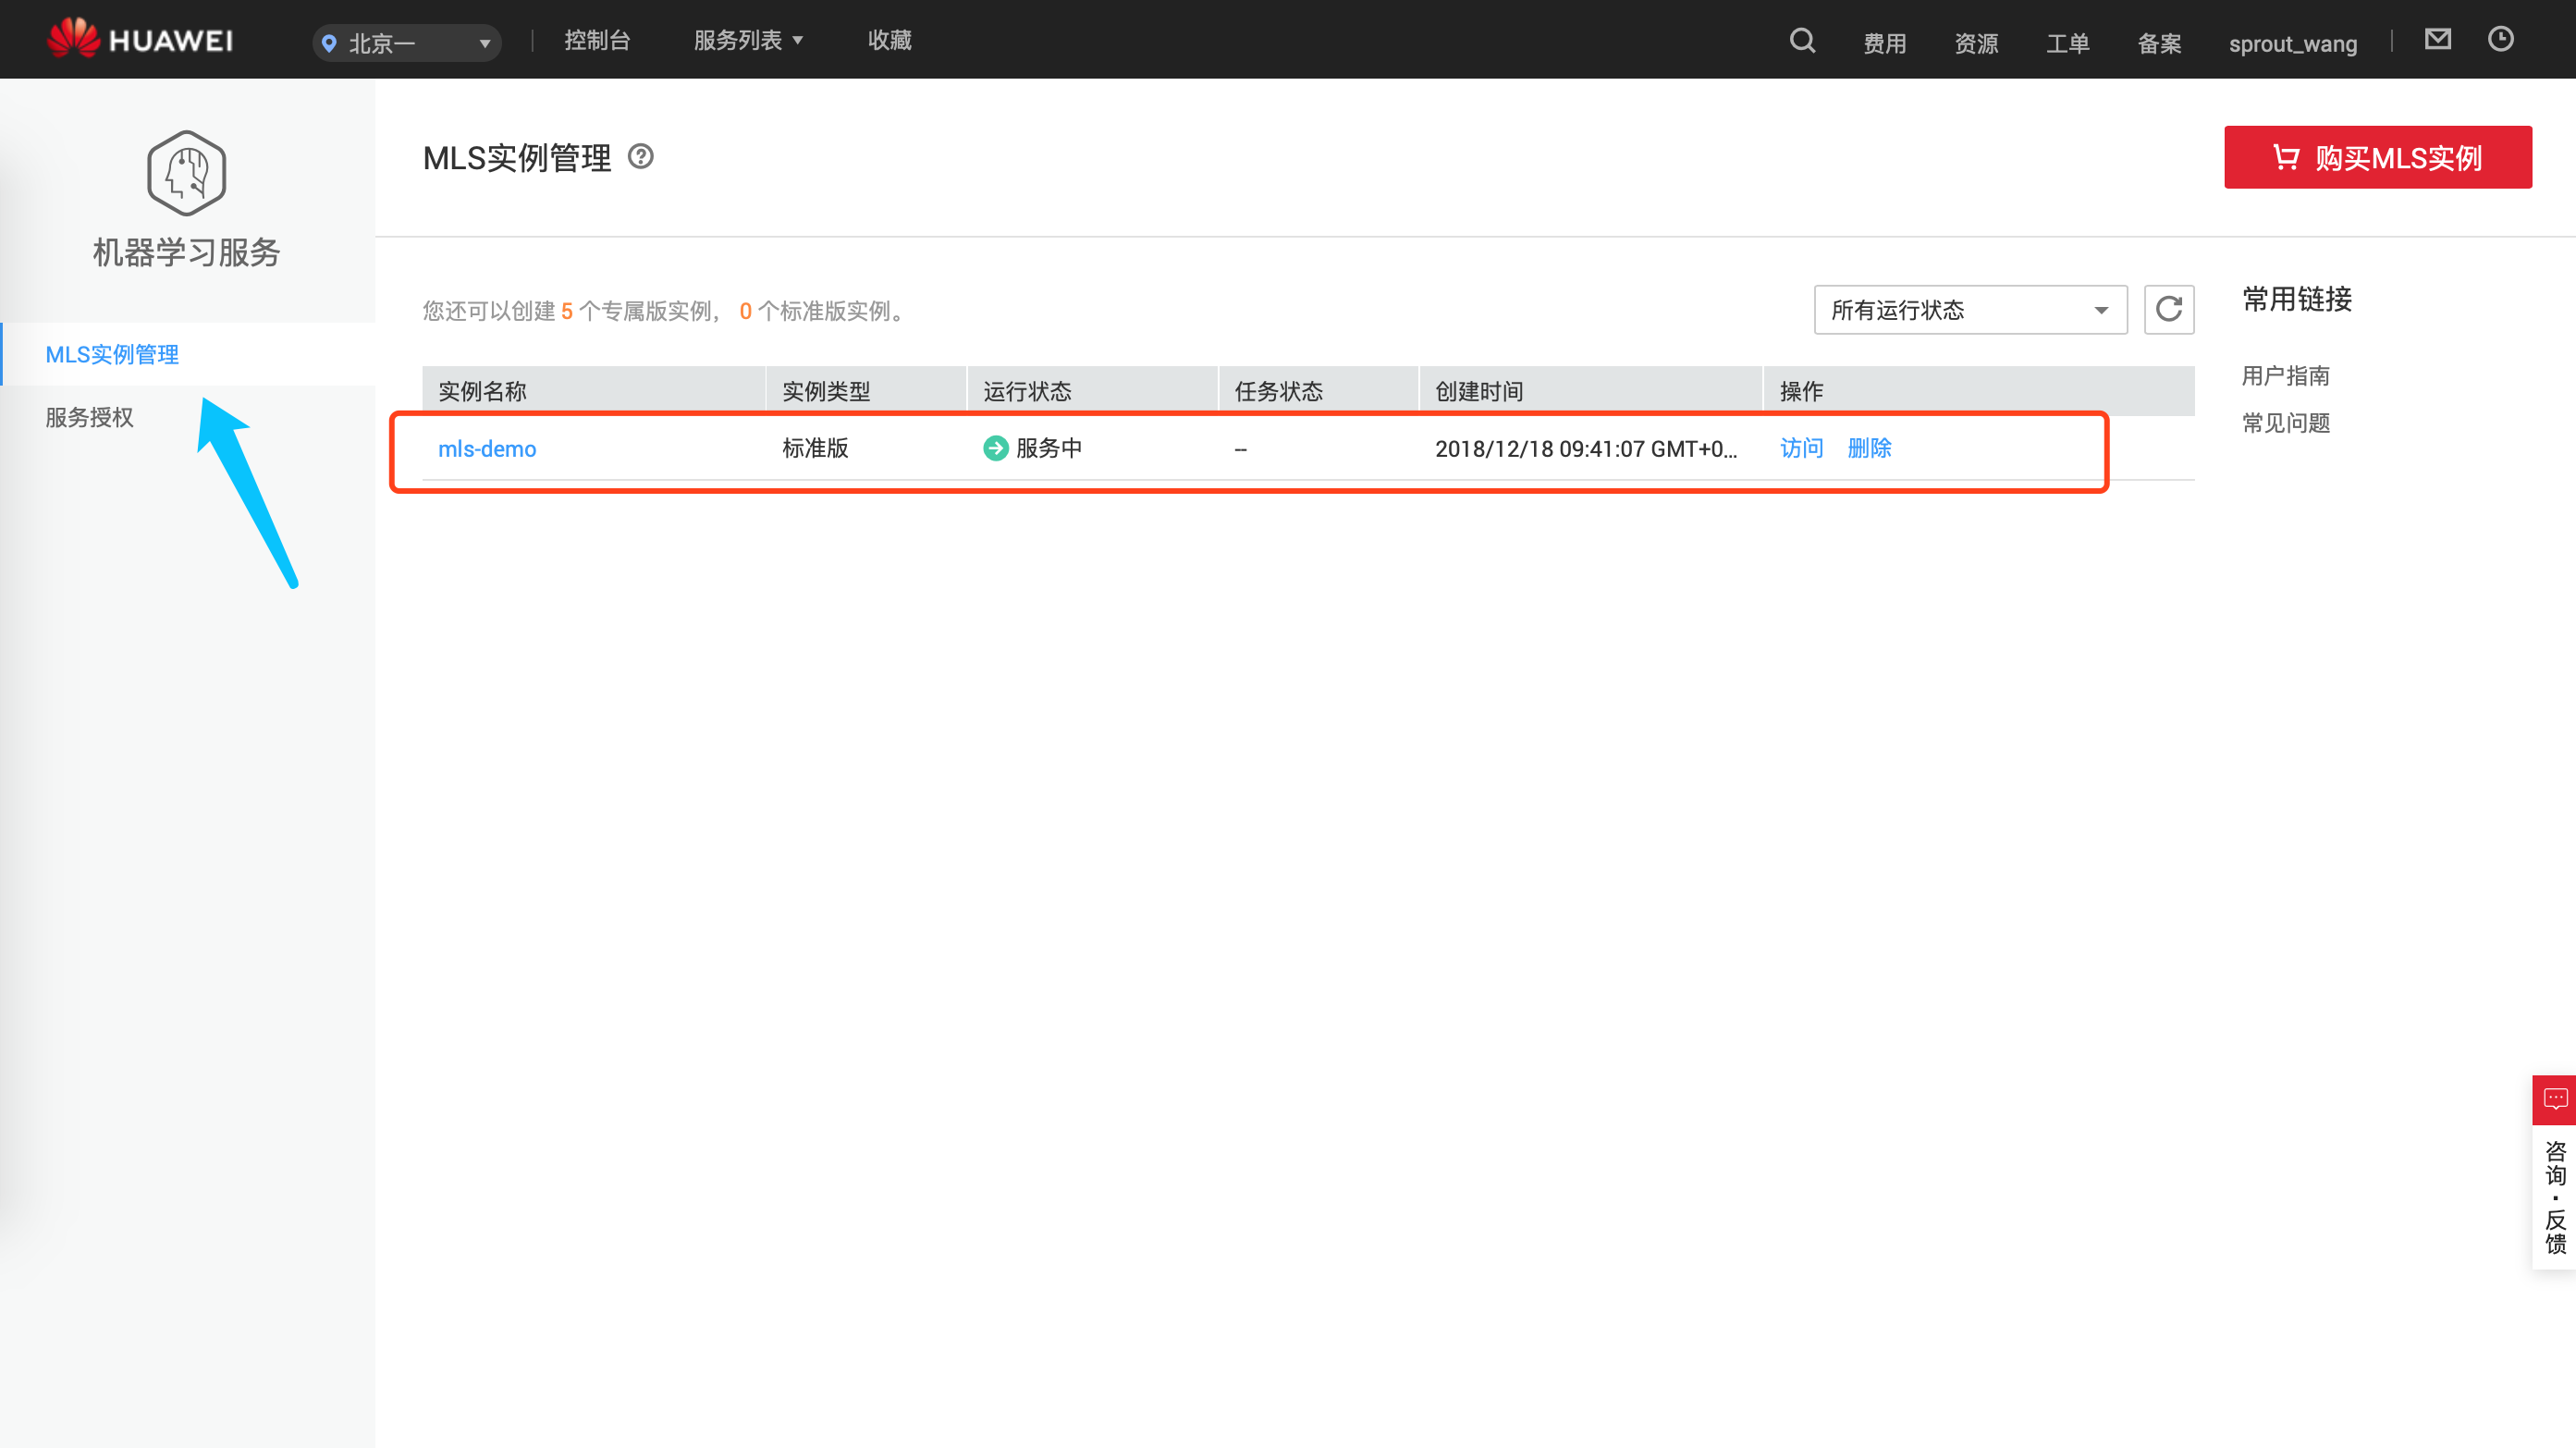 HUAWEI 北京一 控制台 服务列表 收藏 费用 资源 工单 备案 sprout_wang
机器学习服务
MLS实例管理
服务授权
MLS实例管理
购买MLS实例
您还可以创建 5 个专属版实例， 0 个标准版实例。
所有运行状态
实例名称 实例类型 运行状态 任务状态 创建时间 操作
mls-demo 标准版 服务中 -- 2018/12/18 09:41:07 GMT+0... 访问 删除
常用链接
用户指南
常见问题
咨询·反馈